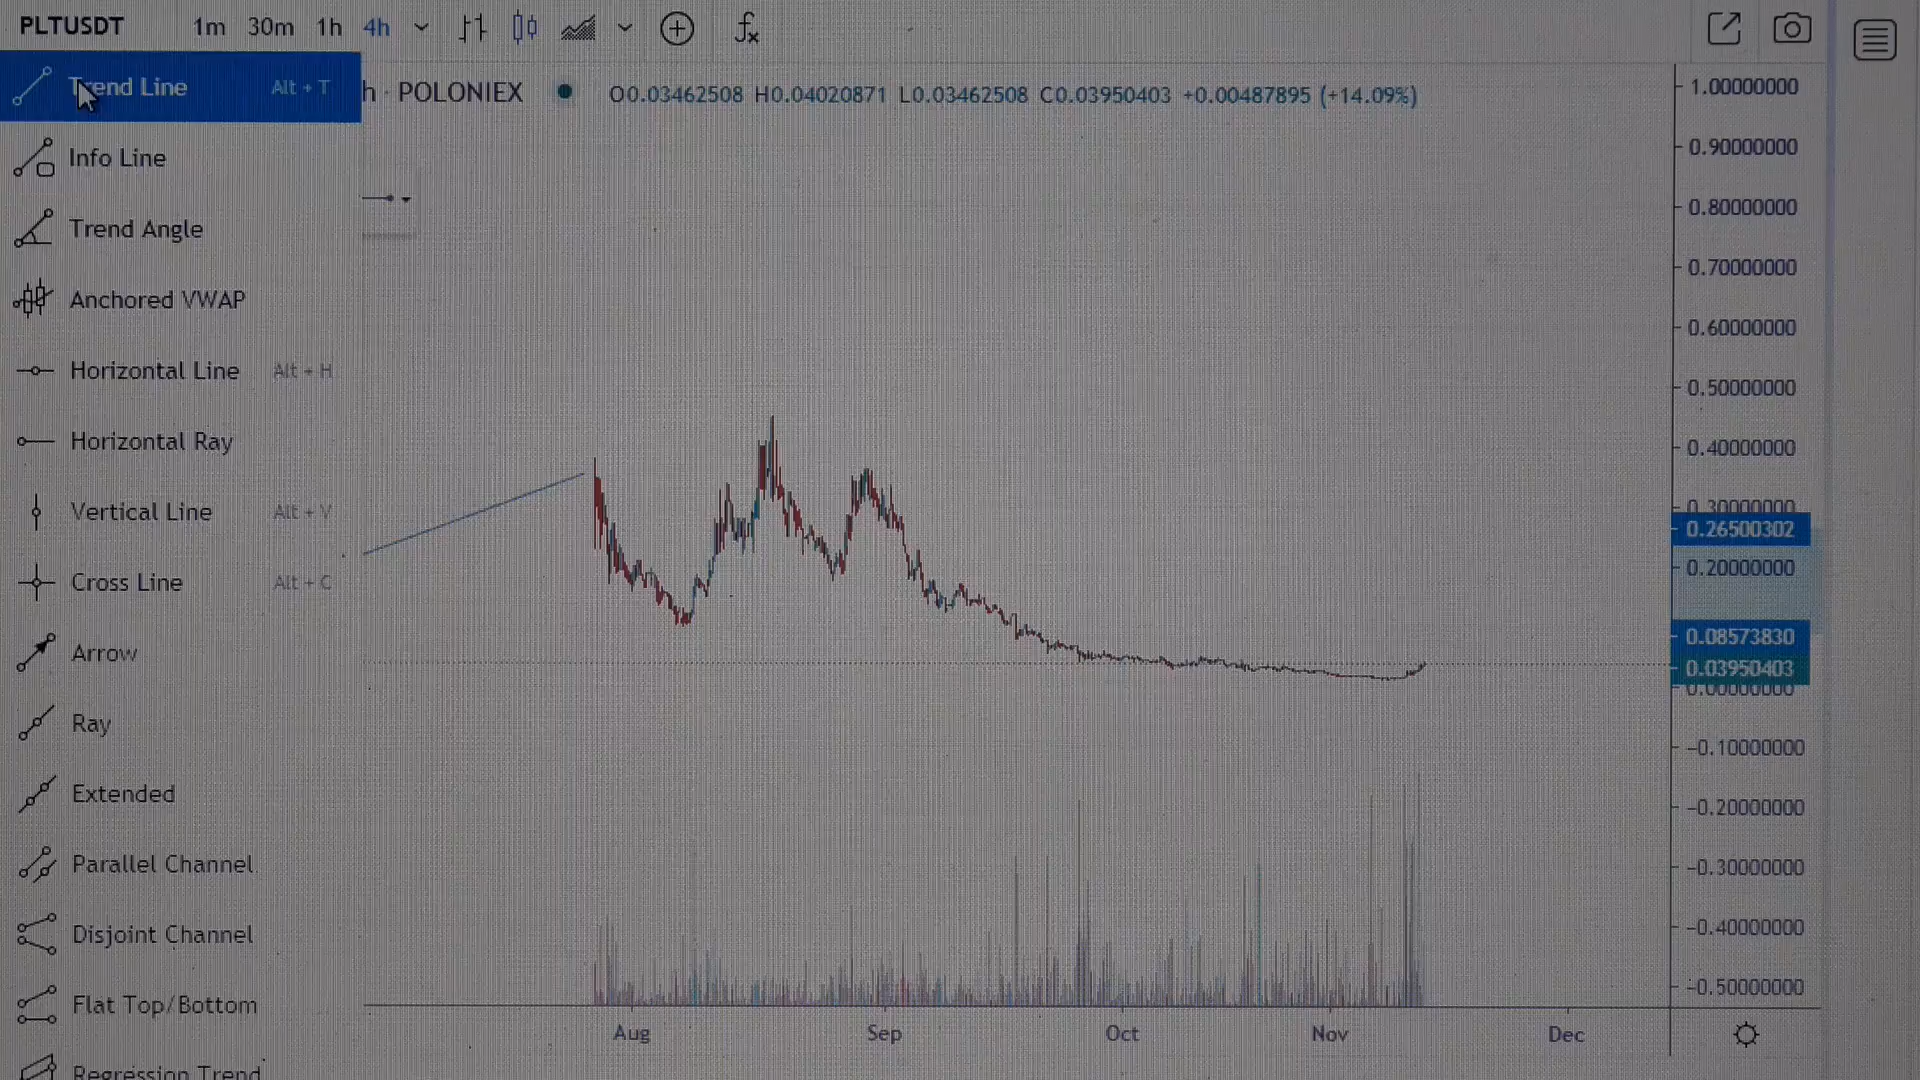 PLTUSDT 1m 30m 1h 4h
Trend Line Alt + T
h · POLONIEX O0.03462508 H0.04020871 L0.03462508 C0.03950403 +0.00487895 (+14.09%)
Info Line
Trend Angle
Anchored VWAP
Horizontal Line Alt + H
Horizontal Ray
Vertical Line Alt + V
Cross Line Alt + C
Arrow
Ray
Extended
Parallel Channel
Disjoint Channel
Flat Top/Bottom
Regression Trend
1.00000000
0.90000000
0.80000000
0.70000000
0.60000000
0.50000000
0.40000000
0.30000000
0.26500302
0.20000000
0.08573830
0.03950403
0.00000000
-0.10000000
-0.20000000
-0.30000000
-0.40000000
-0.50000000
Aug Sep Oct Nov Dec